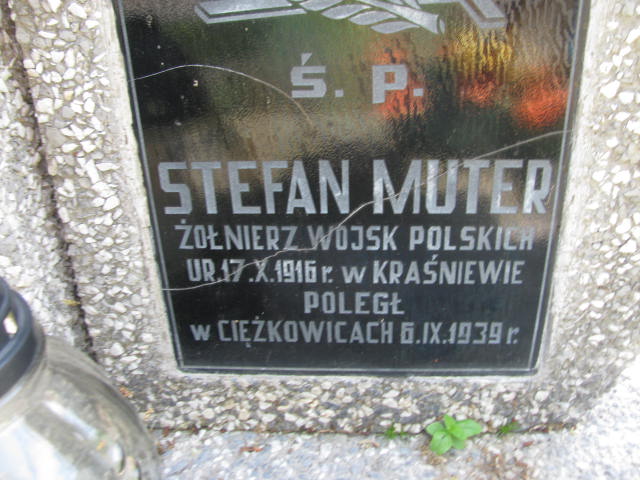 Ś. P.
STEFAN MUTER
ŻOŁNIERZ WOJSK POLSKICH
UR. 17.X.1916 r. w KRAŚNIEWIE
POLEGŁ
w CIĘŻKOWICACH 6.IX.1939 r.